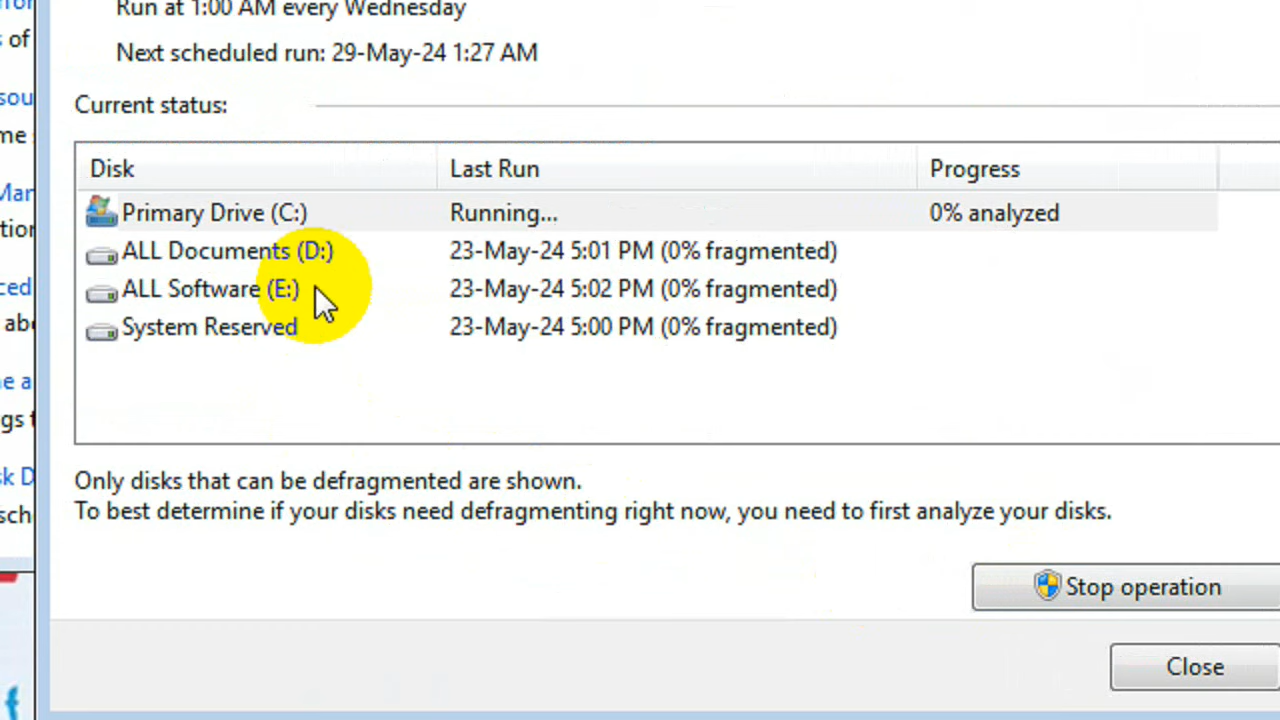 Run at 1:00 AM every Wednesday
Next scheduled run: 29-May-24 1:27 AM
Current status:
Disk Last Run Progress
Primary Drive (C:) Running... 0% analyzed
ALL Documents (D:) 23-May-24 5:01 PM (0% fragmented)
ALL Software (E:) 23-May-24 5:02 PM (0% fragmented)
System Reserved 23-May-24 5:00 PM (0% fragmented)
Only disks that can be defragmented are shown.
To best determine if your disks need defragmenting right now, you need to first analyze your disks.
Stop operation
Close